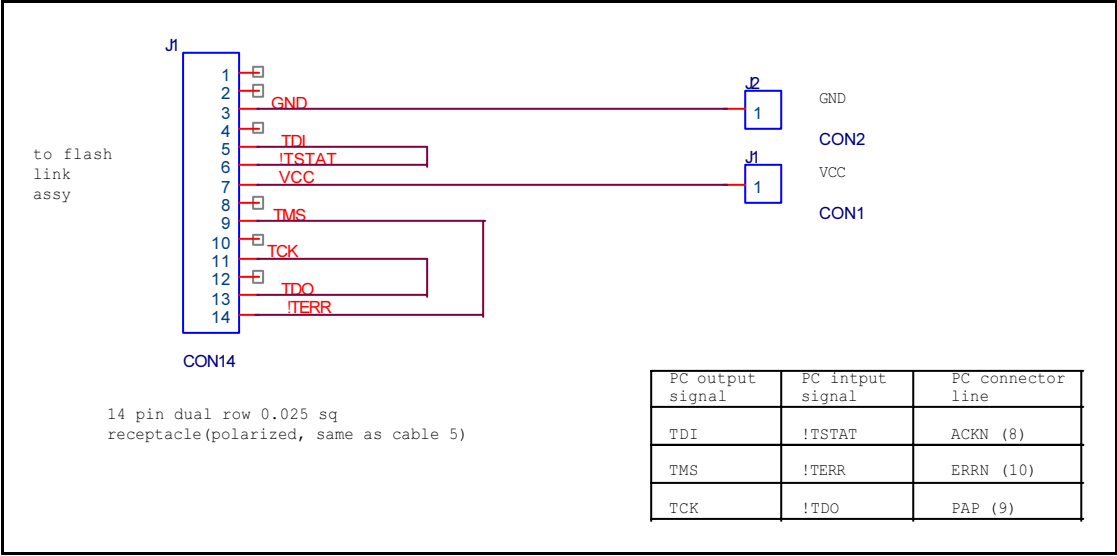 J1
1
2
3
GND
4
5
TDI
6
!TSTAT
7
VCC
8
9
TMS
10
11
TCK
12
13
TDO
14
!TERR
CON14
to flash
link
assy
J2
1
GND
CON2
J1
1
VCC
CON1
14 pin dual row 0.025 sq
receptacle(polarized, same as cable 5)
PC output signal
PC intput signal
PC connector line
TDI
!TSTAT
ACKN (8)
TMS
!TERR
ERRN (10)
TCK
!TDO
PAP (9)